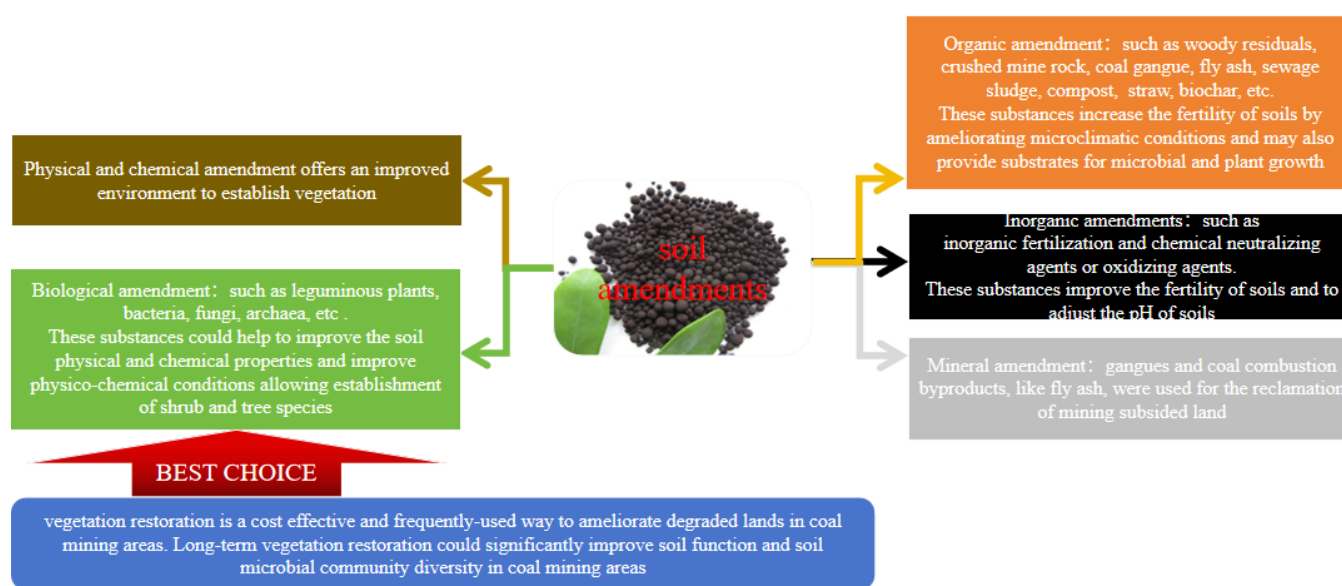 Physical and chemical amendment offers an improved
environment to establish vegetation
Biological amendment：such as leguminous plants,
bacteria, fungi, archaea, etc .
These substances could help to improve the soil
physical and chemical properties and improve
physico-chemical conditions allowing establishment
of shrub and tree species
BEST CHOICE
vegetation restoration is a cost effective and frequently-used way to ameliorate degraded lands in coal
mining areas. Long-term vegetation restoration could significantly improve soil function and soil
microbial community diversity in coal mining areas
soil
amendments
Organic amendment：such as woody residuals,
crushed mine rock, coal gangue, fly ash, sewage
sludge, compost, straw, biochar, etc.
These substances increase the fertility of soils by
ameliorating microclimatic conditions and may also
provide substrates for microbial and plant growth
Inorganic amendments：such as
inorganic fertilization and chemical neutralizing
agents or oxidizing agents.
These substances improve the fertility of soils and to
adjust the pH of soils
Mineral amendment：gangues and coal combustion
byproducts, like fly ash, were used for the reclamation
of mining subsided land